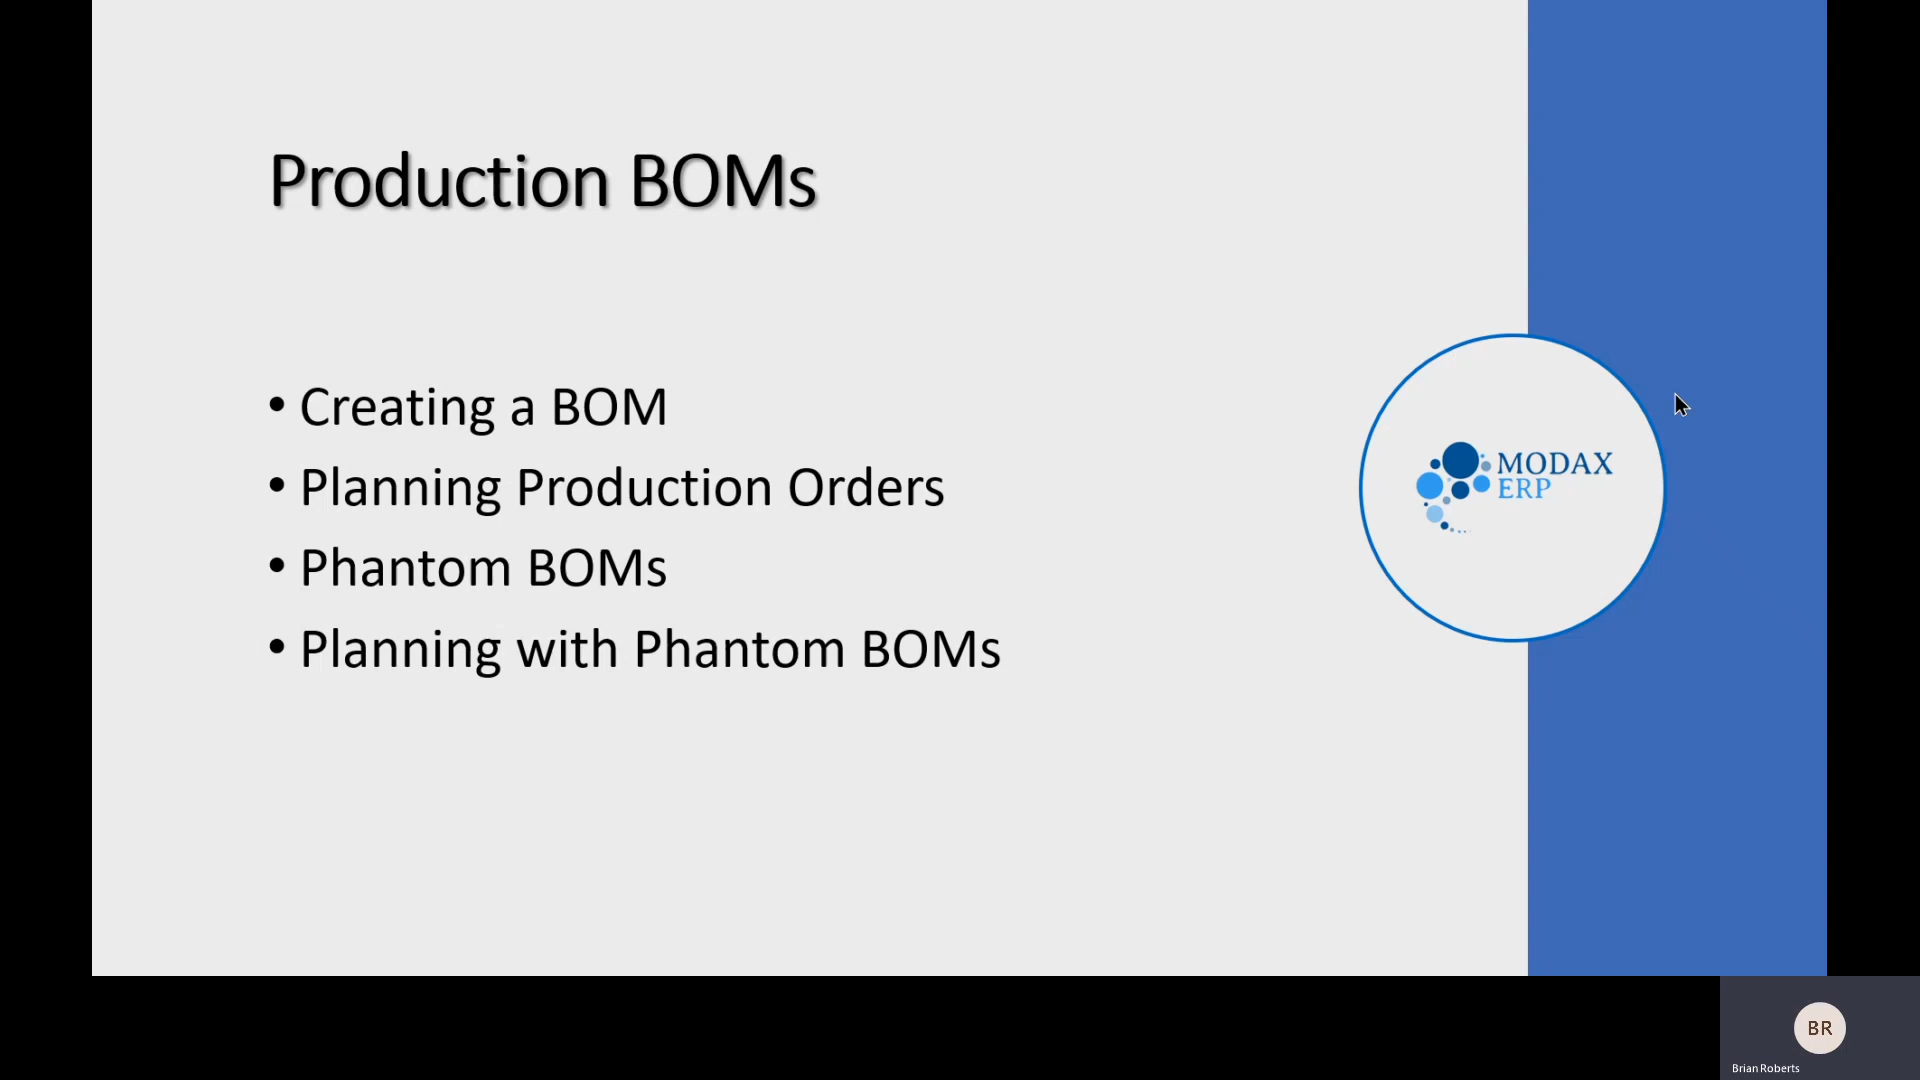 Production BOMs
• Creating a BOM
• Planning Production Orders
• Phantom BOMs
• Planning with Phantom BOMs
MODAX
ERP
BR
Brian Roberts